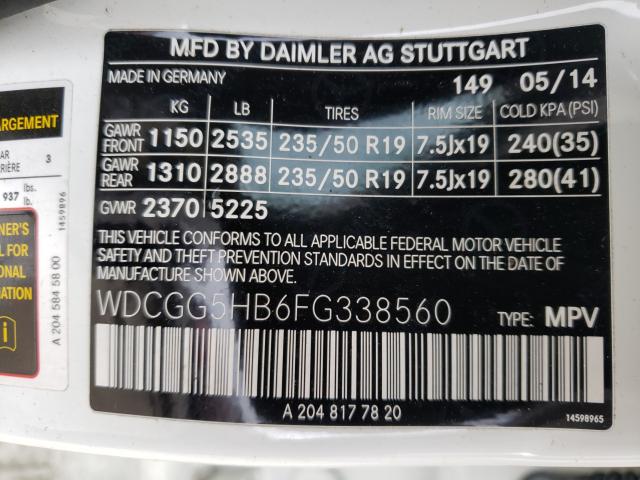 MFD BY DAIMLER AG STUTTGART
MADE IN GERMANY 149 05/14
KG LB TIRES RIM SIZE COLD KPA (PSI)
GAWR FRONT 1150 2535 235/50 R19 7.5Jx19 240(35)
GAWR REAR 1310 2888 235/50 R19 7.5Jx19 280(41)
GVWR 2370 5225
THIS VEHICLE CONFORMS TO ALL APPLICABLE FEDERAL MOTOR VEHICLE
SAFETY AND THEFT PREVENTION STANDARDS IN EFFECT ON THE DATE OF
MANUFACTURE SHOWN ABOVE.
WDCGG5HB6FG338560 TYPE: MPV
A 204 817 78 20
14598965
ARGEMENT
3
937 lbs.
lb.
1459896
A 204 584 58 00